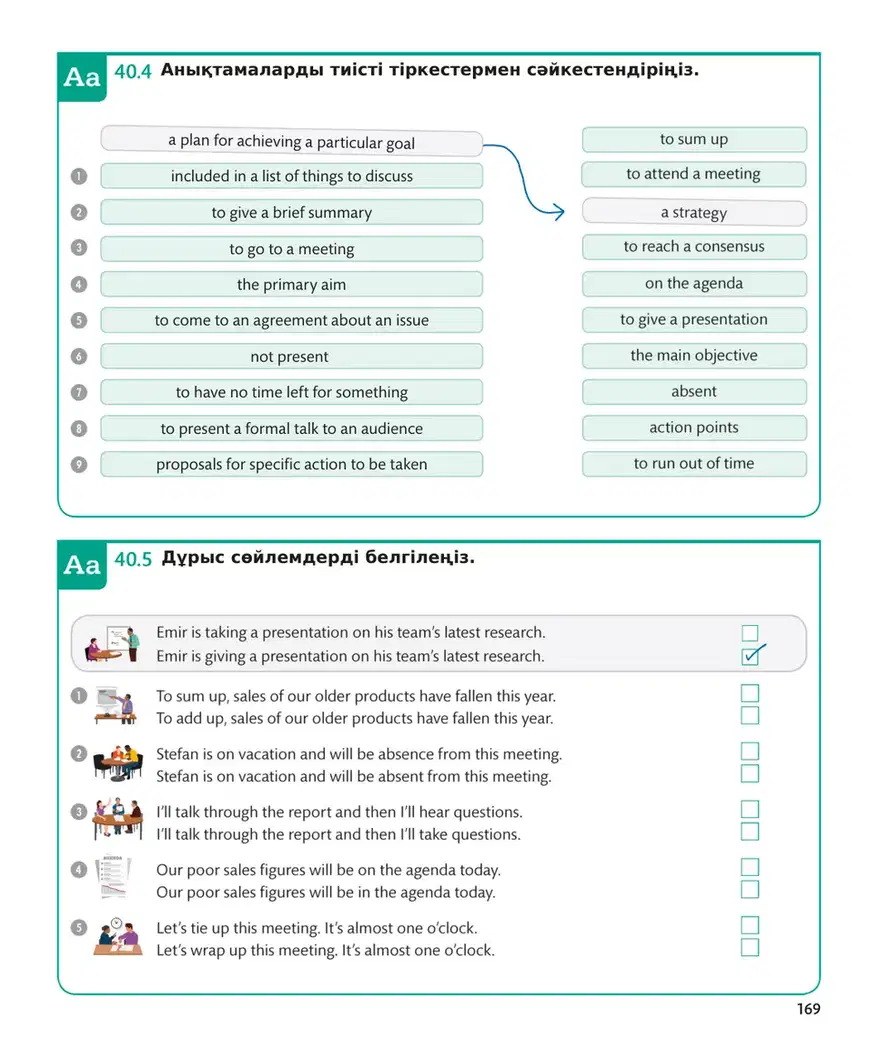 Aa 40.4 Анықтамаларды тиісті тіркестермен сәйкестендіріңіз.
a plan for achieving a particular goal
1 included in a list of things to discuss
2 to give a brief summary
3 to go to a meeting
4 the primary aim
5 to come to an agreement about an issue
6 not present
7 to have no time left for something
8 to present a formal talk to an audience
9 proposals for specific action to be taken
to sum up
to attend a meeting
a strategy
to reach a consensus
on the agenda
to give a presentation
the main objective
absent
action points
to run out of time
Aa 40.5 Дұрыс сөйлемдерді белгілеңіз.
Emir is taking a presentation on his team’s latest research.
Emir is giving a presentation on his team’s latest research.
1 To sum up, sales of our older products have fallen this year.
To add up, sales of our older products have fallen this year.
2 Stefan is on vacation and will be absence from this meeting.
Stefan is on vacation and will be absent from this meeting.
3 I’ll talk through the report and then I’ll hear questions.
I’ll talk through the report and then I’ll take questions.
AGENDA
4 Our poor sales figures will be on the agenda today.
Our poor sales figures will be in the agenda today.
5 Let’s tie up this meeting. It’s almost one o’clock.
Let’s wrap up this meeting. It’s almost one o’clock.
169